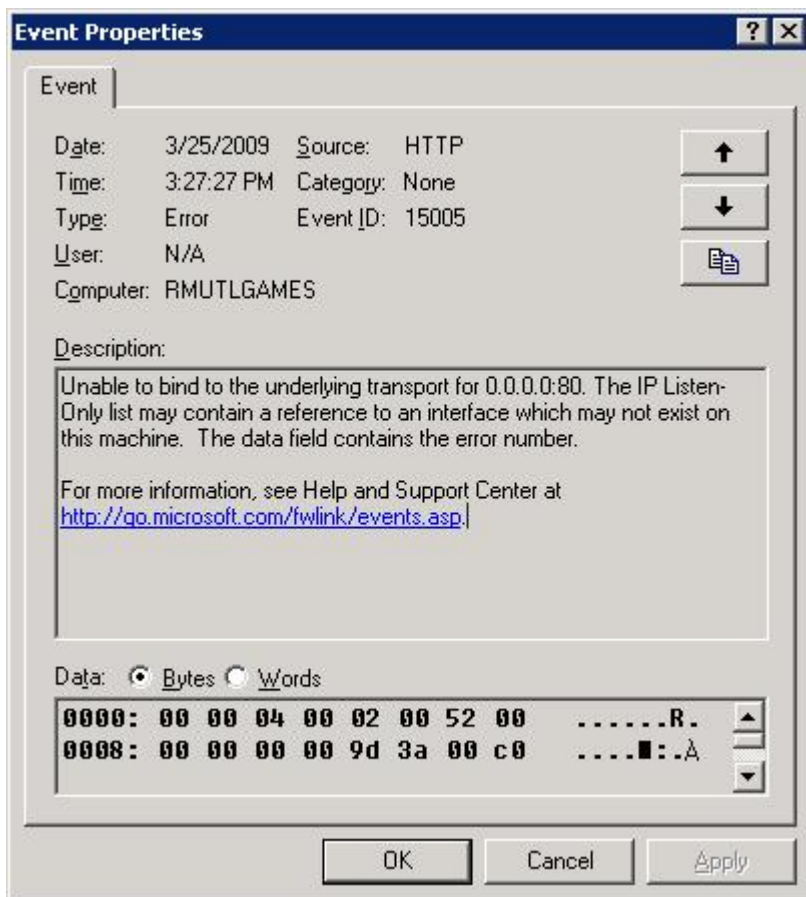 Event Properties
Event
Date: 3/25/2009 Source: HTTP
Time: 3:27:27 PM Category: None
Type: Error Event ID: 15005
User: N/A
Computer: RMUTLGAMES
Description:
Unable to bind to the underlying transport for 0.0.0.0:80. The IP Listen-
Only list may contain a reference to an interface which may not exist on
this machine. The data field contains the error number.
For more information, see Help and Support Center at
http://go.microsoft.com/fwlink/events.asp.
Data: Bytes Words
0000: 00 00 04 00 02 00 52 00 ......R.
0008: 00 00 00 00 9d 3a 00 c0 ....■:.À
OK Cancel Apply